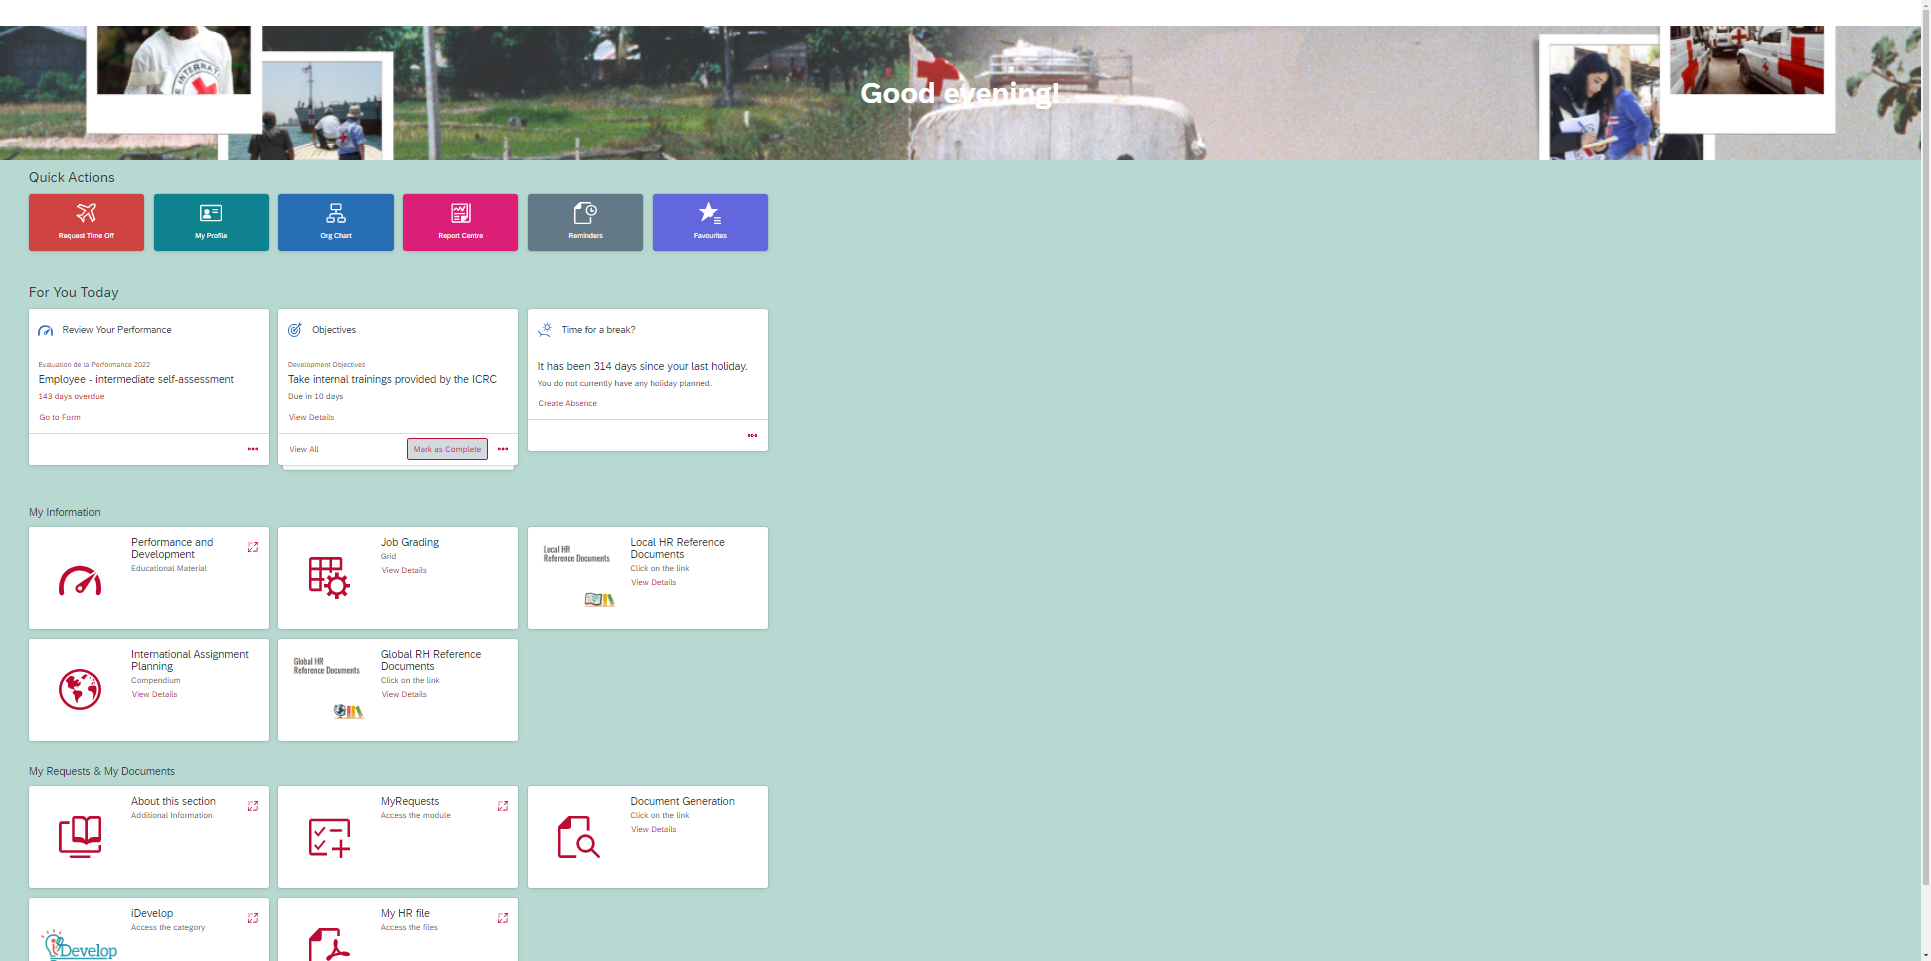 INTERNATI
Good evening!
Quick Actions
Request Time Off
My Profile
Org Chart
Report Centre
Reminders
Favourites
For You Today
Review Your Performance
Evaluation de la Performance 2022
Employee - intermediate self-assessment
143 days overdue
Go to Form
Objectives
Development Objectives
Take internal trainings provided by the ICRC
Due in 10 days
View Details
View All
Mark as Complete
Time for a break?
It has been 314 days since your last holiday.
You do not currently have any holiday planned.
Create Absence
My Information
Performance and
Development
Educational Material
Job Grading
Grid
View Details
Local HR
Reference Documents
Local HR Reference
Documents
Click on the link
View Details
International Assignment
Planning
Compendium
View Details
Global HR
Reference Documents
Global RH Reference
Documents
Click on the link
View Details
My Requests & My Documents
About this section
Additional Information
MyRequests
Access the module
Document Generation
Click on the link
View Details
iDevelop
iDevelop
Access the category
My HR file
Access the files